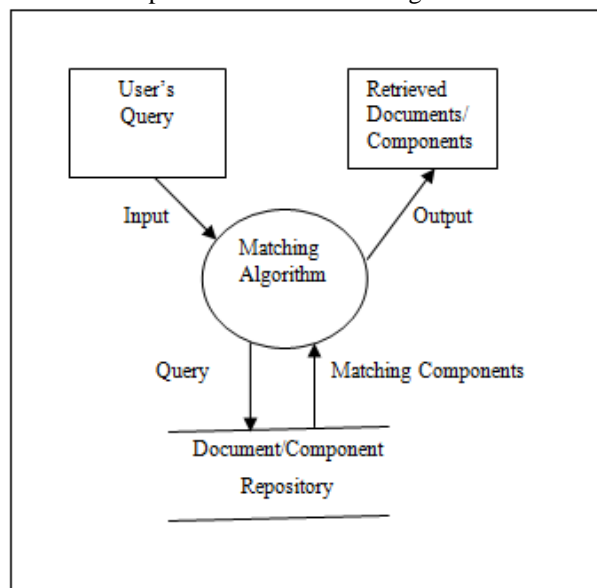 User's
Query
Retrieved
Documents/
Components
Input
Output
Matching
Algorithm
Query
Matching Components
Document/Component
Repository